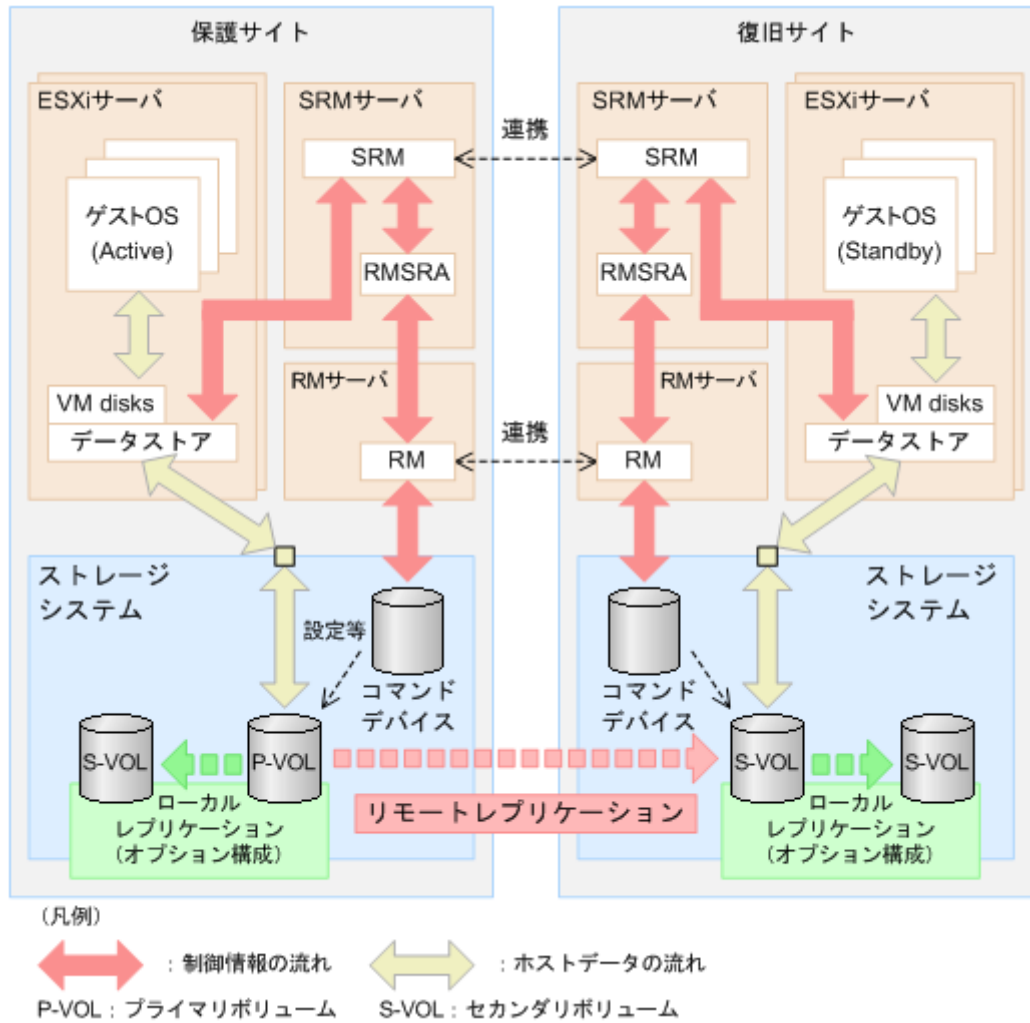 保護サイト
ESXiサーバ
ゲストOS
(Active)
VM disks
データストア
SRMサーバ
SRM
RMSRA
RMサーバ
RM
連携
連携
復旧サイト
SRMサーバ
SRM
RMSRA
RMサーバ
RM
ESXiサーバ
ゲストOS
(Standby)
VM disks
データストア
ストレージ
システム
設定等
コマンド
デバイス
S-VOL
P-VOL
ローカル
レプリケーション
(オプション構成)
リモートレプリケーション
ストレージ
システム
コマンド
デバイス
S-VOL
S-VOL
ローカル
レプリケーション
(オプション構成)
(凡例)
:制御情報の流れ
:ホストデータの流れ
P-VOL:プライマリボリューム
S-VOL:セカンダリボリューム